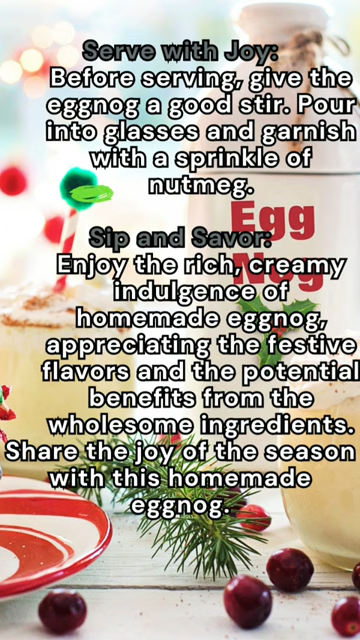 Serve with Joy:
Before serving, give the
eggnog a good stir. Pour
into glasses and garnish
with a sprinkle of
nutmeg.
Egg
Nog
Sip and Savor:
Enjoy the rich, creamy
indulgence of
homemade eggnog,
appreciating the festive
flavors and the potential
benefits from the
wholesome ingredients.
Share the joy of the season
with this homemade
eggnog.